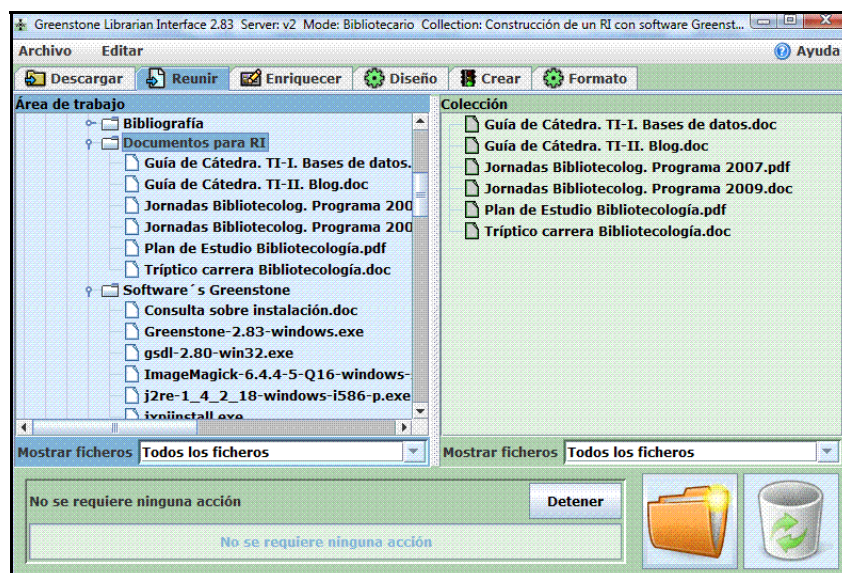 Greenstone Librarian Interface 2.83 Server: v2 Mode: Bibliotecario Collection: Construcción de un RI con software Greenst...
Archivo Editar Ayuda
Descargar Reunir Enriquecer Diseño Crear Formato
Área de trabajo
Bibliografía
Documentos para RI
Guía de Cátedra. TI-I. Bases de datos.
Guía de Cátedra. TI-II. Blog.doc
Jornadas Bibliotecolog. Programa 200
Jornadas Bibliotecolog. Programa 200
Plan de Estudio Bibliotecología.pdf
Tríptico carrera Bibliotecología.doc
Software´s Greenstone
Consulta sobre instalación.doc
Greenstone-2.83-windows.exe
gsdl-2.80-win32.exe
ImageMagick-6.4.4-5-Q16-windows-
j2re-1_4_2_18-windows-i586-p.exe
Mostrar ficheros Todos los ficheros
Colección
Guía de Cátedra. TI-I. Bases de datos.doc
Guía de Cátedra. TI-II. Blog.doc
Jornadas Bibliotecolog. Programa 2007.pdf
Jornadas Bibliotecolog. Programa 2009.doc
Plan de Estudio Bibliotecología.pdf
Tríptico carrera Bibliotecología.doc
Mostrar ficheros Todos los ficheros
No se requiere ninguna acción Detener
No se requiere ninguna acción